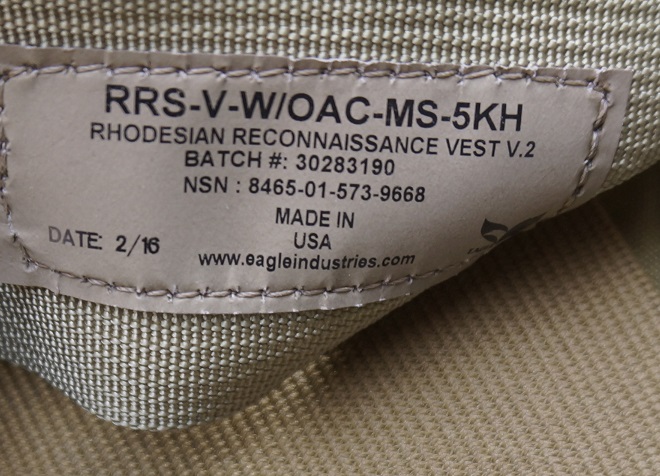 RRS-V-W/OAC-MS-5KH
RHODESIAN RECONNAISSANCE VEST V.2
BATCH #: 30283190
NSN : 8465-01-573-9668
MADE IN
USA
DATE: 2/16
www.eagleindustries.com